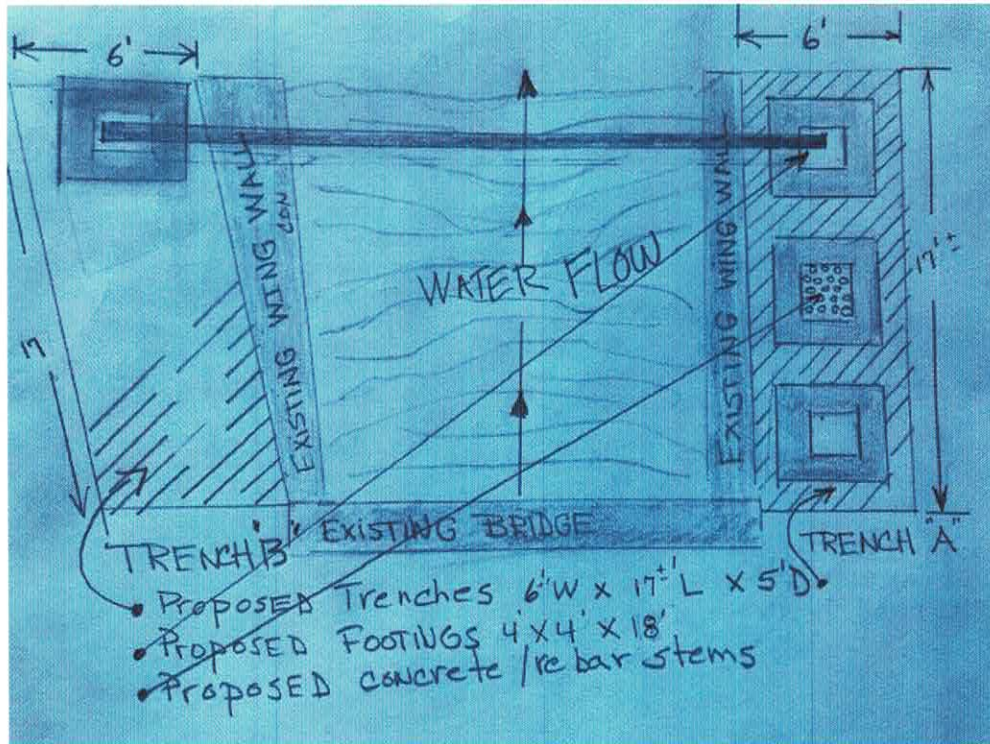 6'
6'
EXISTING WING WALL
CON
WATER FLOW
EXISTING WING WALL
17'±
17
TRENCH "B"
EXISTING BRIDGE
TRENCH "A"
• PROPOSED Trenches 6'±W x 17'±L x 5'D
• PROPOSED FOOTINGS 4'X4'X18'
• PROPOSED CONCRETE / rebar stems